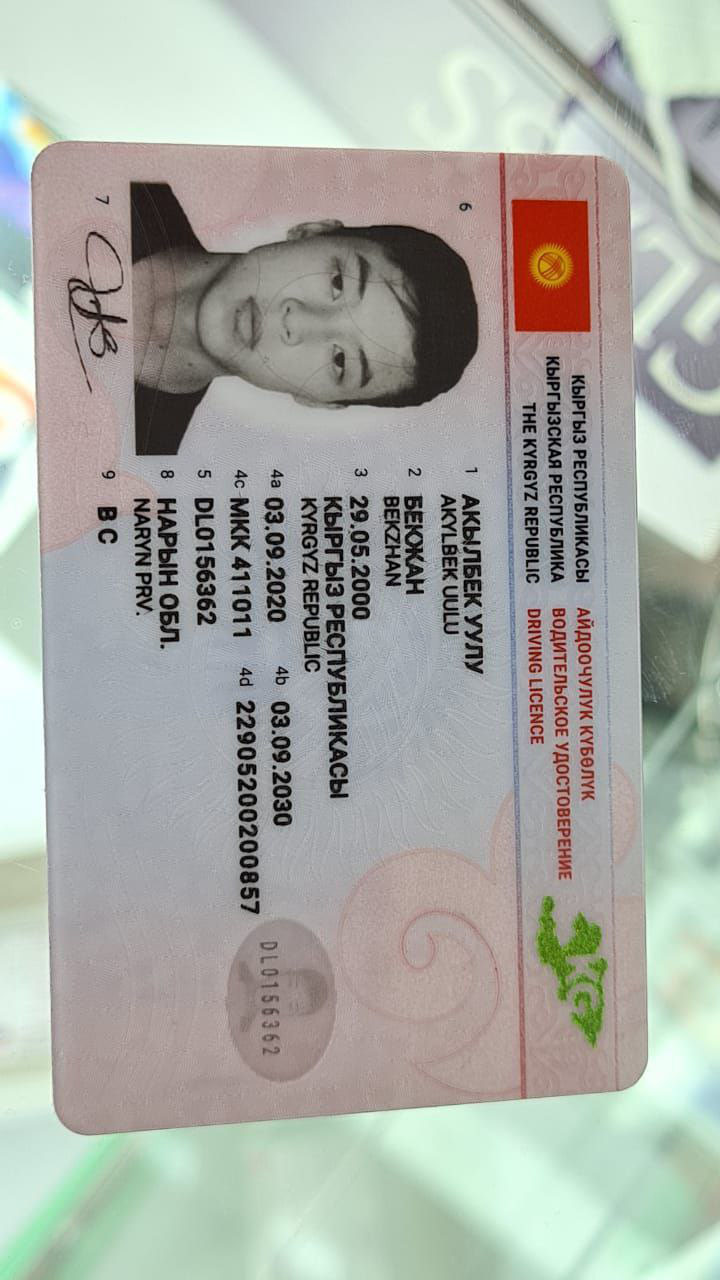 КЫРГЫЗ РЕСПУБЛИКАСЫ АЙДООЧУЛУК КҮБӨЛҮК
КЫРГЫЗСКАЯ РЕСПУБЛИКА ВОДИТЕЛЬСКОЕ УДОСТОВЕРЕНИЕ
THE KYRGYZ REPUBLIC DRIVING LICENCE
KG
6
1 АКЫЛБЕК УУЛУ
AKYLBEK UULU
2 БЕКЖАН
BEKZHAN
3 29.05.2000
КЫРГЫЗ РЕСПУБЛИКАСЫ
KYRGYZ REPUBLIC
4a 03.09.2020 4b 03.09.2030
4c МКК 411011 4d 22905200200857
5 DL0156362
8 НАРЫН ОБЛ.
NARYN PRV.
7
9 B C
DL0156362